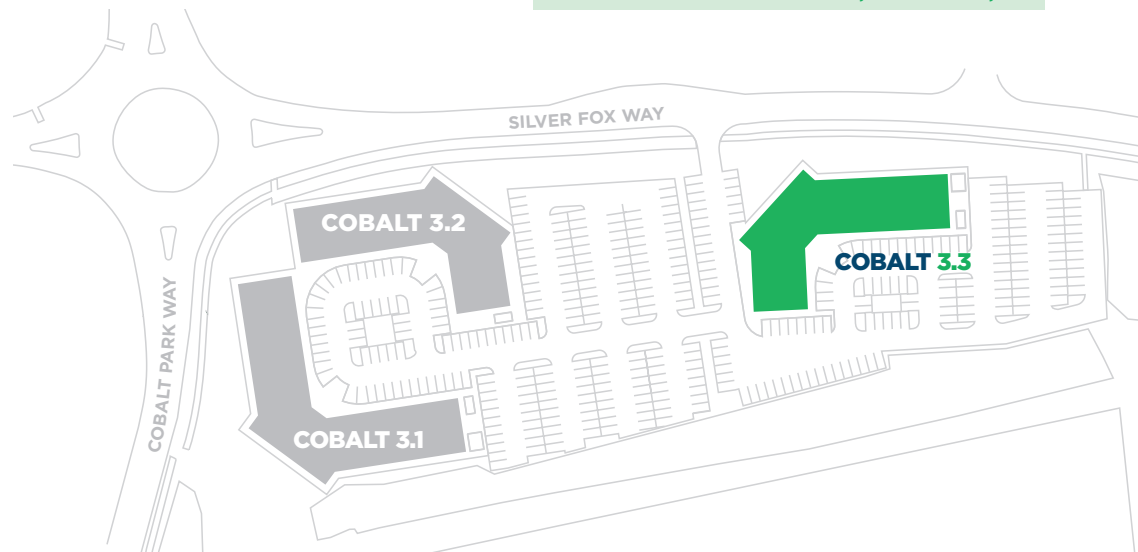 SILVER FOX WAY
COBALT 3.2
COBALT 3.3
COBALT PARK WAY
COBALT 3.1